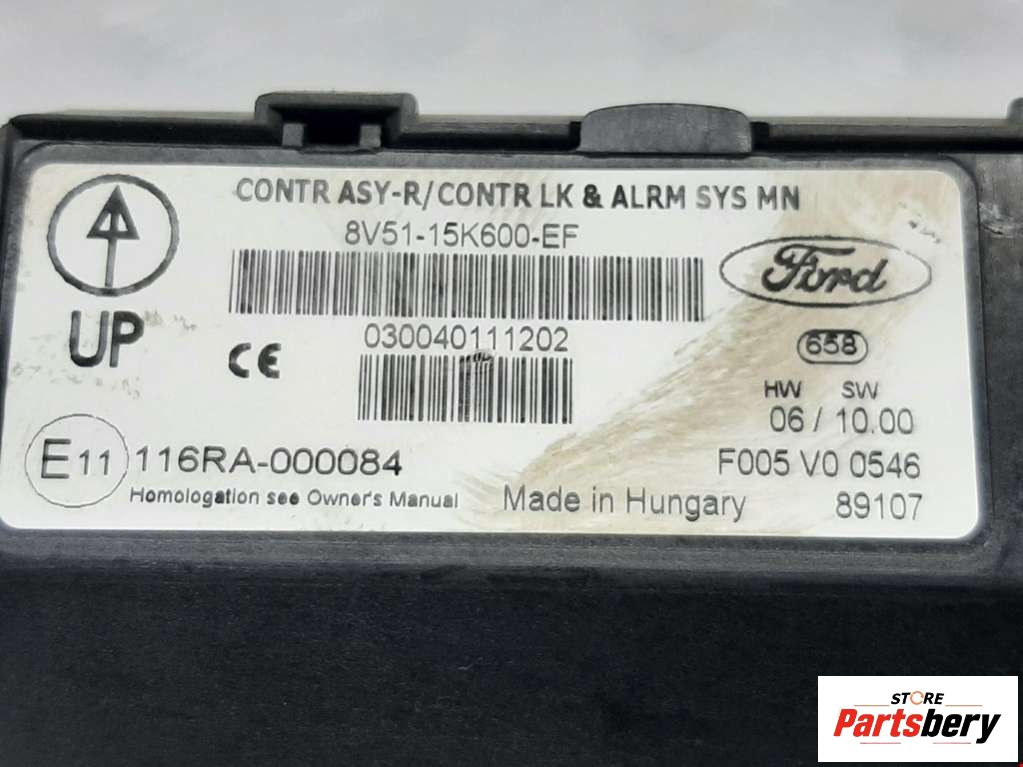 CONTR ASY-R/CONTR LK & ALRM SYS MN
8V51-15K600-EF
Ford
UP
030040111202
CE
658
HW SW
06 / 10.00
E11 116RA-000084
F005 V0 0546
Homologation see Owner's Manual
Made in Hungary
89107
STORE
Partsbery